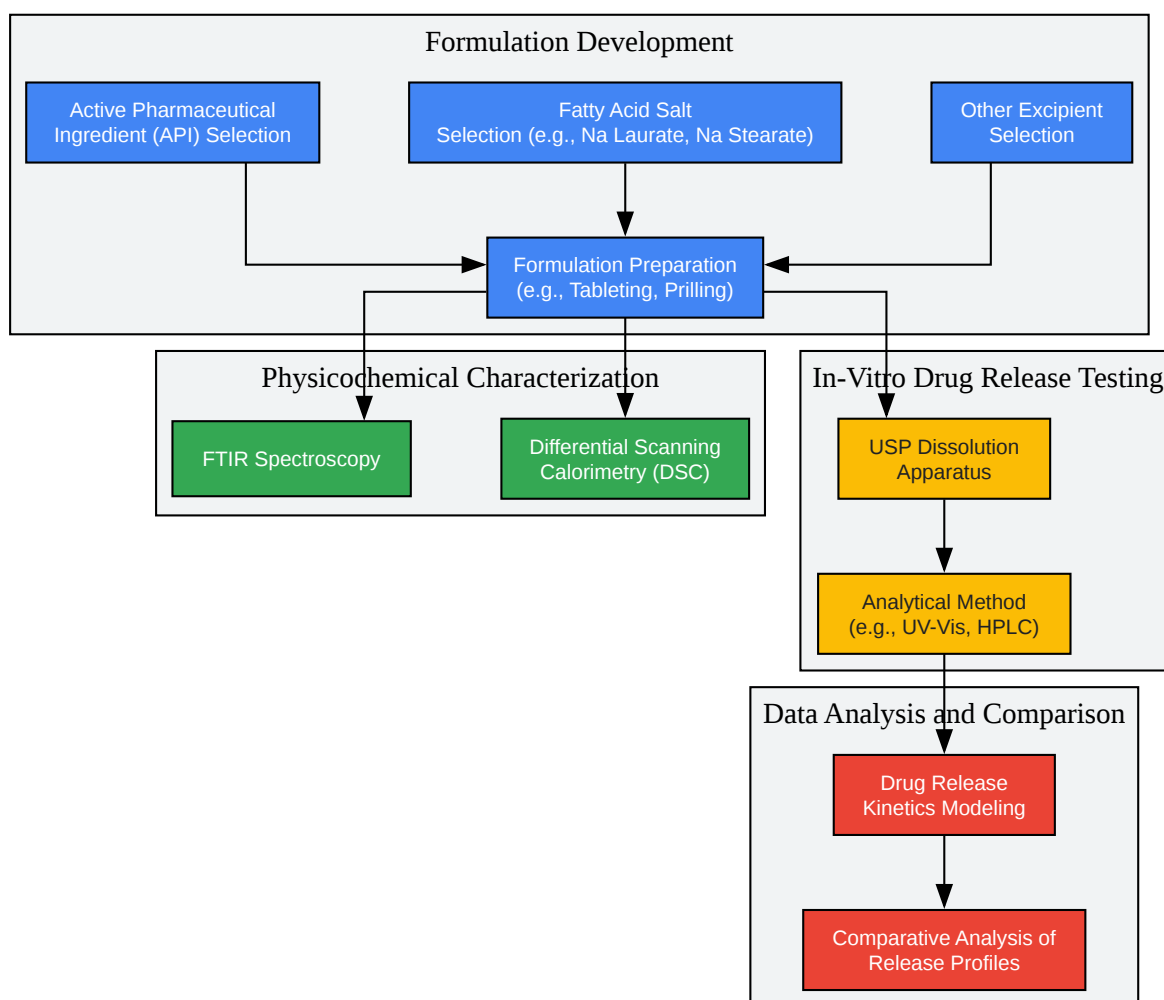 Formulation Development
Active Pharmaceutical
Ingredient (API) Selection
Fatty Acid Salt
Selection (e.g., Na Laurate, Na Stearate)
Other Excipient
Selection
Formulation Preparation
(e.g., Tableting, Prilling)
Physicochemical Characterization
FTIR Spectroscopy
Differential Scanning
Calorimetry (DSC)
In-Vitro Drug Release Testing
USP Dissolution
Apparatus
Analytical Method
(e.g., UV-Vis, HPLC)
Data Analysis and Comparison
Drug Release
Kinetics Modeling
Comparative Analysis of
Release Profiles